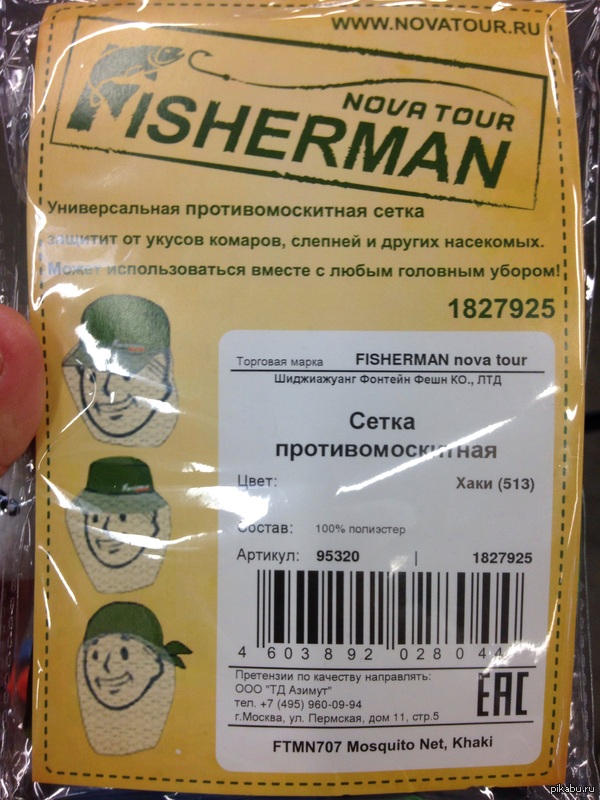 WWW.NOVATOUR.RU
NOVA TOUR
FISHERMAN
Универсальная противомоскитная сетка
защитит от укусов комаров, слепней и других насекомых.
Может использоваться вместе с любым головным убором!
1827925
Торговая марка FISHERMAN nova tour
Шиджиажуанг Фонтейн Фешн КО., ЛТД
Сетка
противомоскитная
Цвет: Хаки (513)
Состав: 100% полиэстер
Артикул: 95320 | 1827925
4 603892 02804
Претензии по качеству направлять:
ООО "ТД Азимут"
тел. +7 (495) 960-09-94
г.Москва, ул. Пермская, дом 11, стр.5
EAC
FTMN707 Mosquito Net, Khaki
pikabu.ru